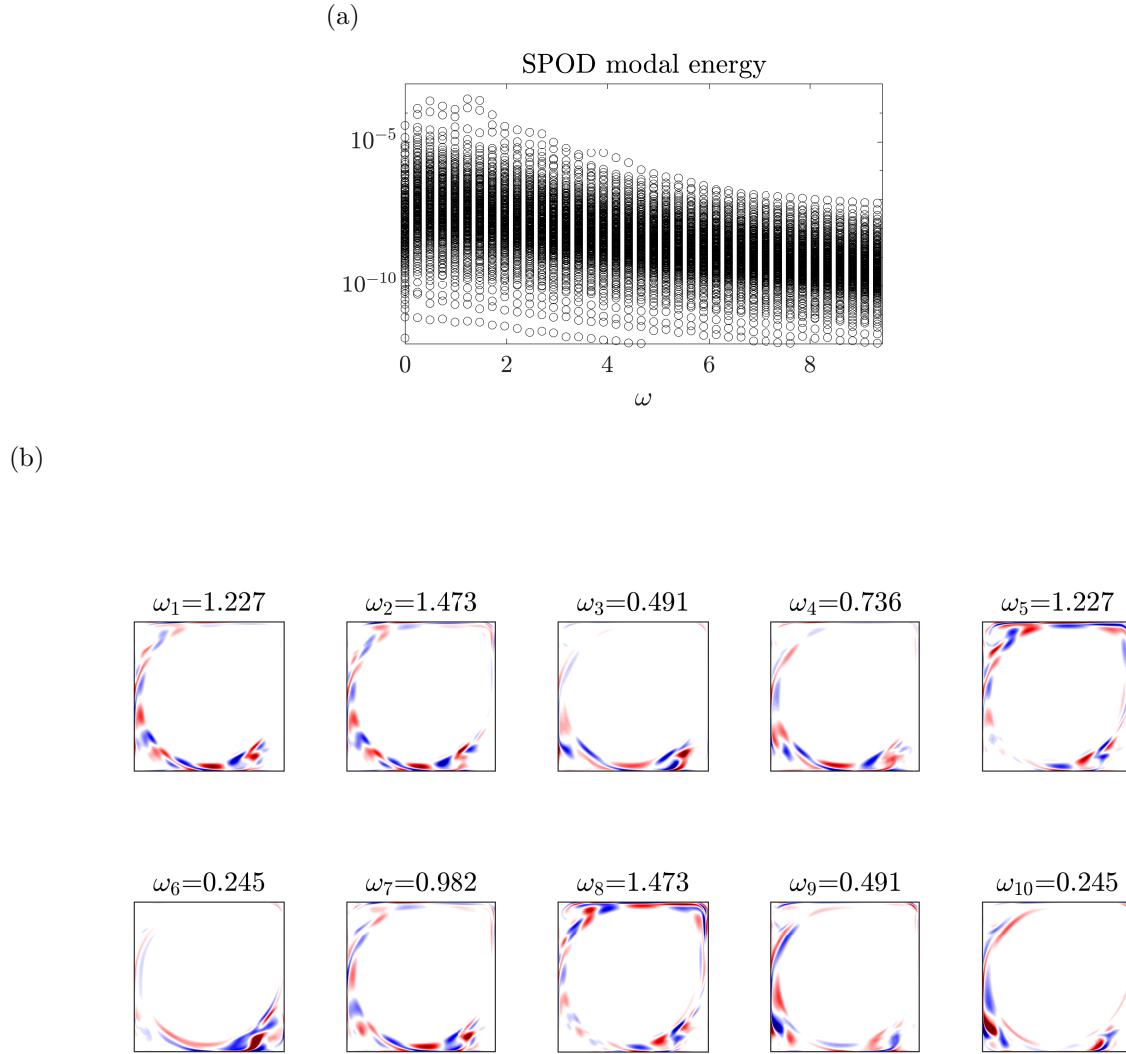 (a)
SPOD modal energy
10⁻⁵
10⁻¹⁰
0 2 4 6 8
ω
(b)
ω₁=1.227 ω₂=1.473 ω₃=0.491 ω₄=0.736 ω₅=1.227
ω₆=0.245 ω₇=0.982 ω₈=1.473 ω₉=0.491 ω₁₀=0.245